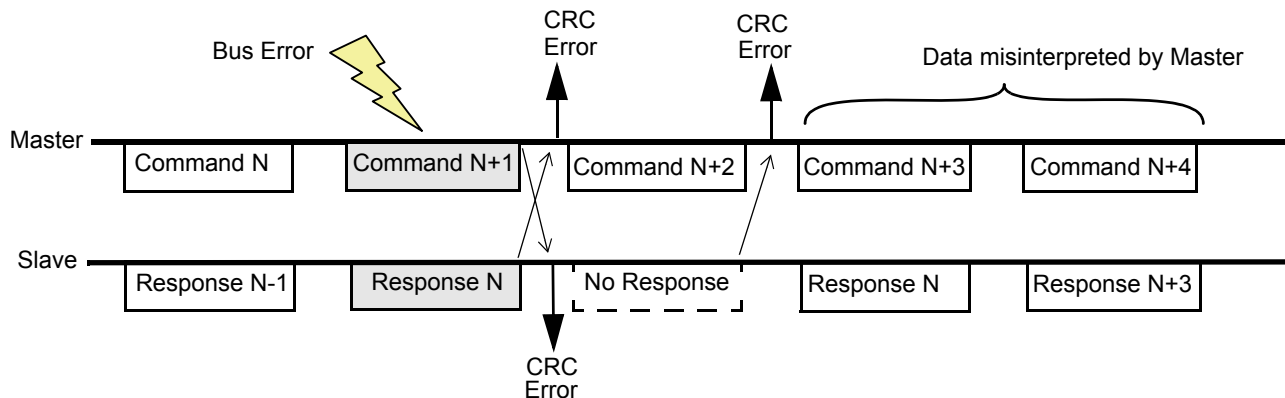 CRC
Error
CRC
Error
Bus Error
Data misinterpreted by Master
Master
Command N
Command N+1
Command N+2
Command N+3
Command N+4
Slave
Response N-1
Response N
No Response
Response N
Response N+3
CRC
Error